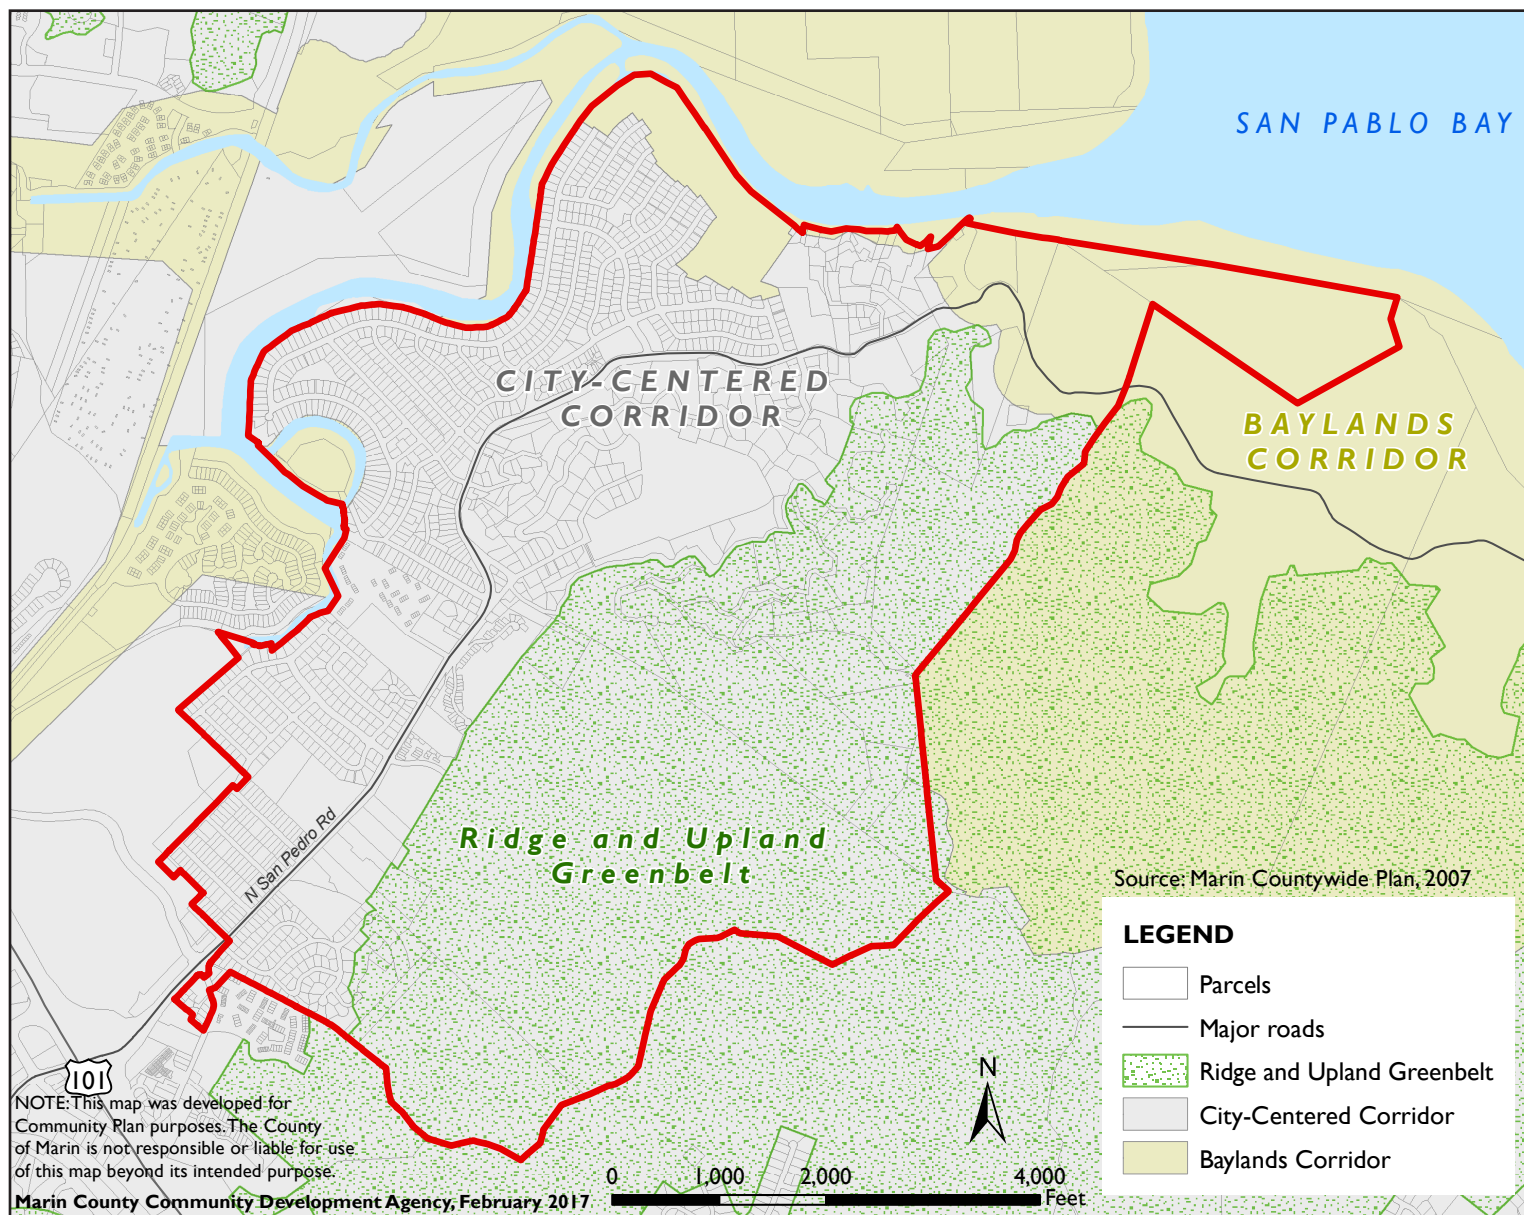 SAN PABLO BAY
CITY-CENTERED
CORRIDOR
BAYLANDS
CORRIDOR
Ridge and Upland
Greenbelt
N San Pedro Rd
Source: Marin Countywide Plan, 2007
LEGEND
Parcels
Major roads
Ridge and Upland Greenbelt
City-Centered Corridor
Baylands Corridor
N
101
NOTE: This map was developed for
Community Plan purposes. The County
of Marin is not responsible or liable for use
of this map beyond its intended purpose.
Marin County Community Development Agency, February 2017
0 1,000 2,000 4,000
Feet